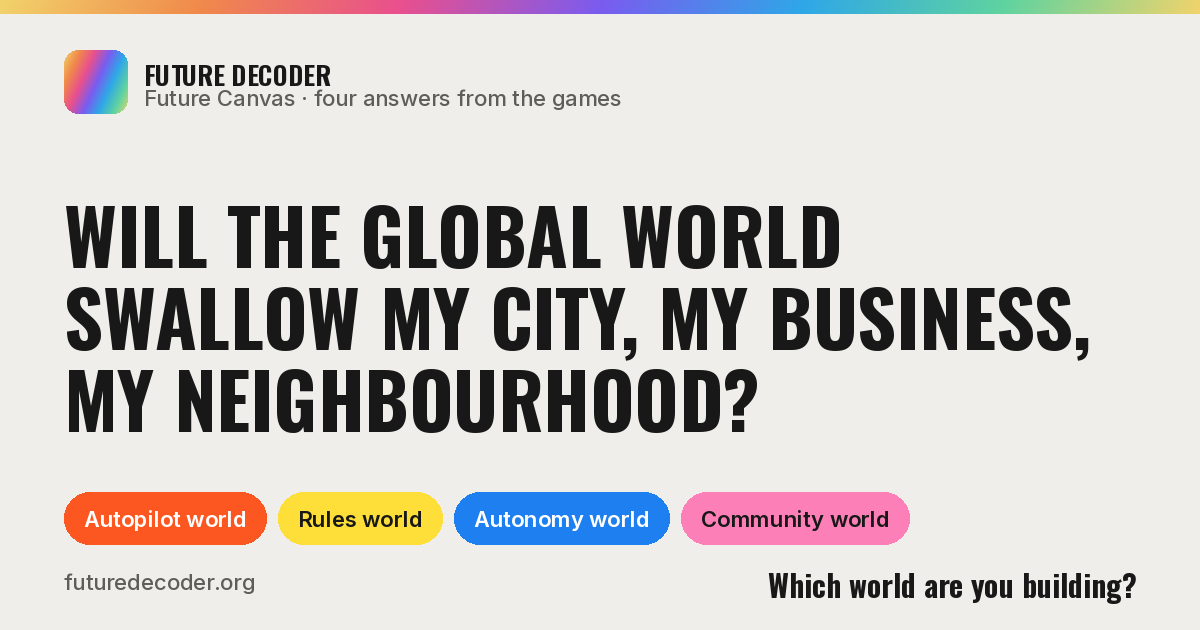 FUTURE DECODER
Future Canvas · four answers from the games
WILL THE GLOBAL WORLD
SWALLOW MY CITY, MY BUSINESS,
MY NEIGHBOURHOOD?
Autopilot world
Rules world
Autonomy world
Community world
futuredecoder.org
Which world are you building?